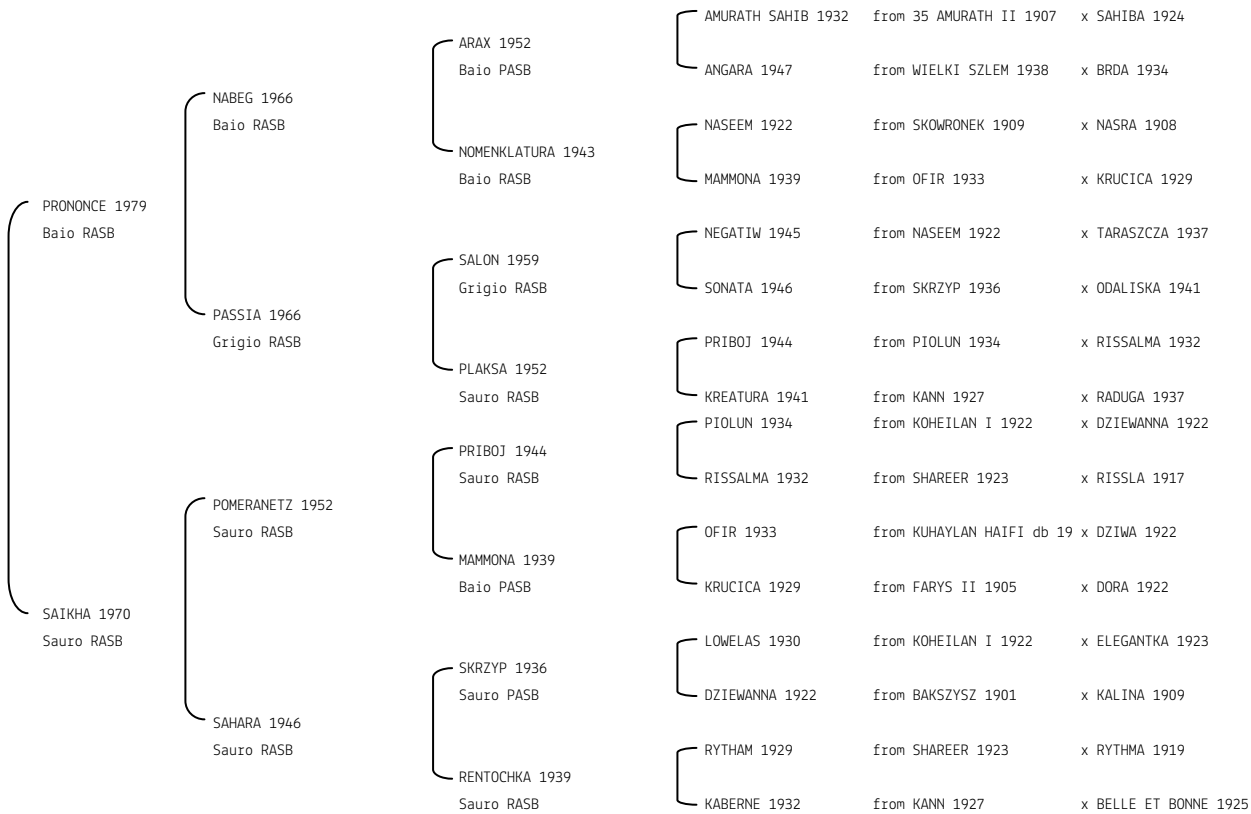 AMURATH SAHIB 1932 from 35 AMURATH II 1907 x SAHIBA 1924
ARAX 1952
Baio PASB
ANGARA 1947 from WIELKI SZLEM 1938 x BRDA 1934
NABEG 1966
Baio RASB
NASEEM 1922 from SKOWRONEK 1909 x NASRA 1908
NOMENKLATURA 1943
Baio RASB
MAMMONA 1939 from OFIR 1933 x KRUCICA 1929
PRONONCE 1979
Baio RASB
NEGATIW 1945 from NASEEM 1922 x TARASZCZA 1937
SALON 1959
Grigio RASB
SONATA 1946 from SKRZYP 1936 x ODALISKA 1941
PASSIA 1966
Grigio RASB
PRIBOJ 1944 from PIOLUN 1934 x RISSALMA 1932
PLAKSA 1952
Sauro RASB
KREATURA 1941 from KANN 1927 x RADUGA 1937
PIOLUN 1934 from KOHEILAN I 1922 x DZIEWANNA 1922
PRIBOJ 1944
Sauro RASB
RISSALMA 1932 from SHAREER 1923 x RISSLA 1917
POMERANETZ 1952
Sauro RASB
OFIR 1933 from KUHAYLAN HAIFI db 19 x DZIWA 1922
MAMMONA 1939
Baio PASB
KRUCICA 1929 from FARYS II 1905 x DORA 1922
SAIKHA 1970
Sauro RASB
LOWELAS 1930 from KOHEILAN I 1922 x ELEGANTKA 1923
SKRZYP 1936
Sauro PASB
DZIEWANNA 1922 from BAKSZYSZ 1901 x KALINA 1909
SAHARA 1946
Sauro RASB
RYTHAM 1929 from SHAREER 1923 x RYTHMA 1919
RENTOCHKA 1939
Sauro RASB
KABERNE 1932 from KANN 1927 x BELLE ET BONNE 1925